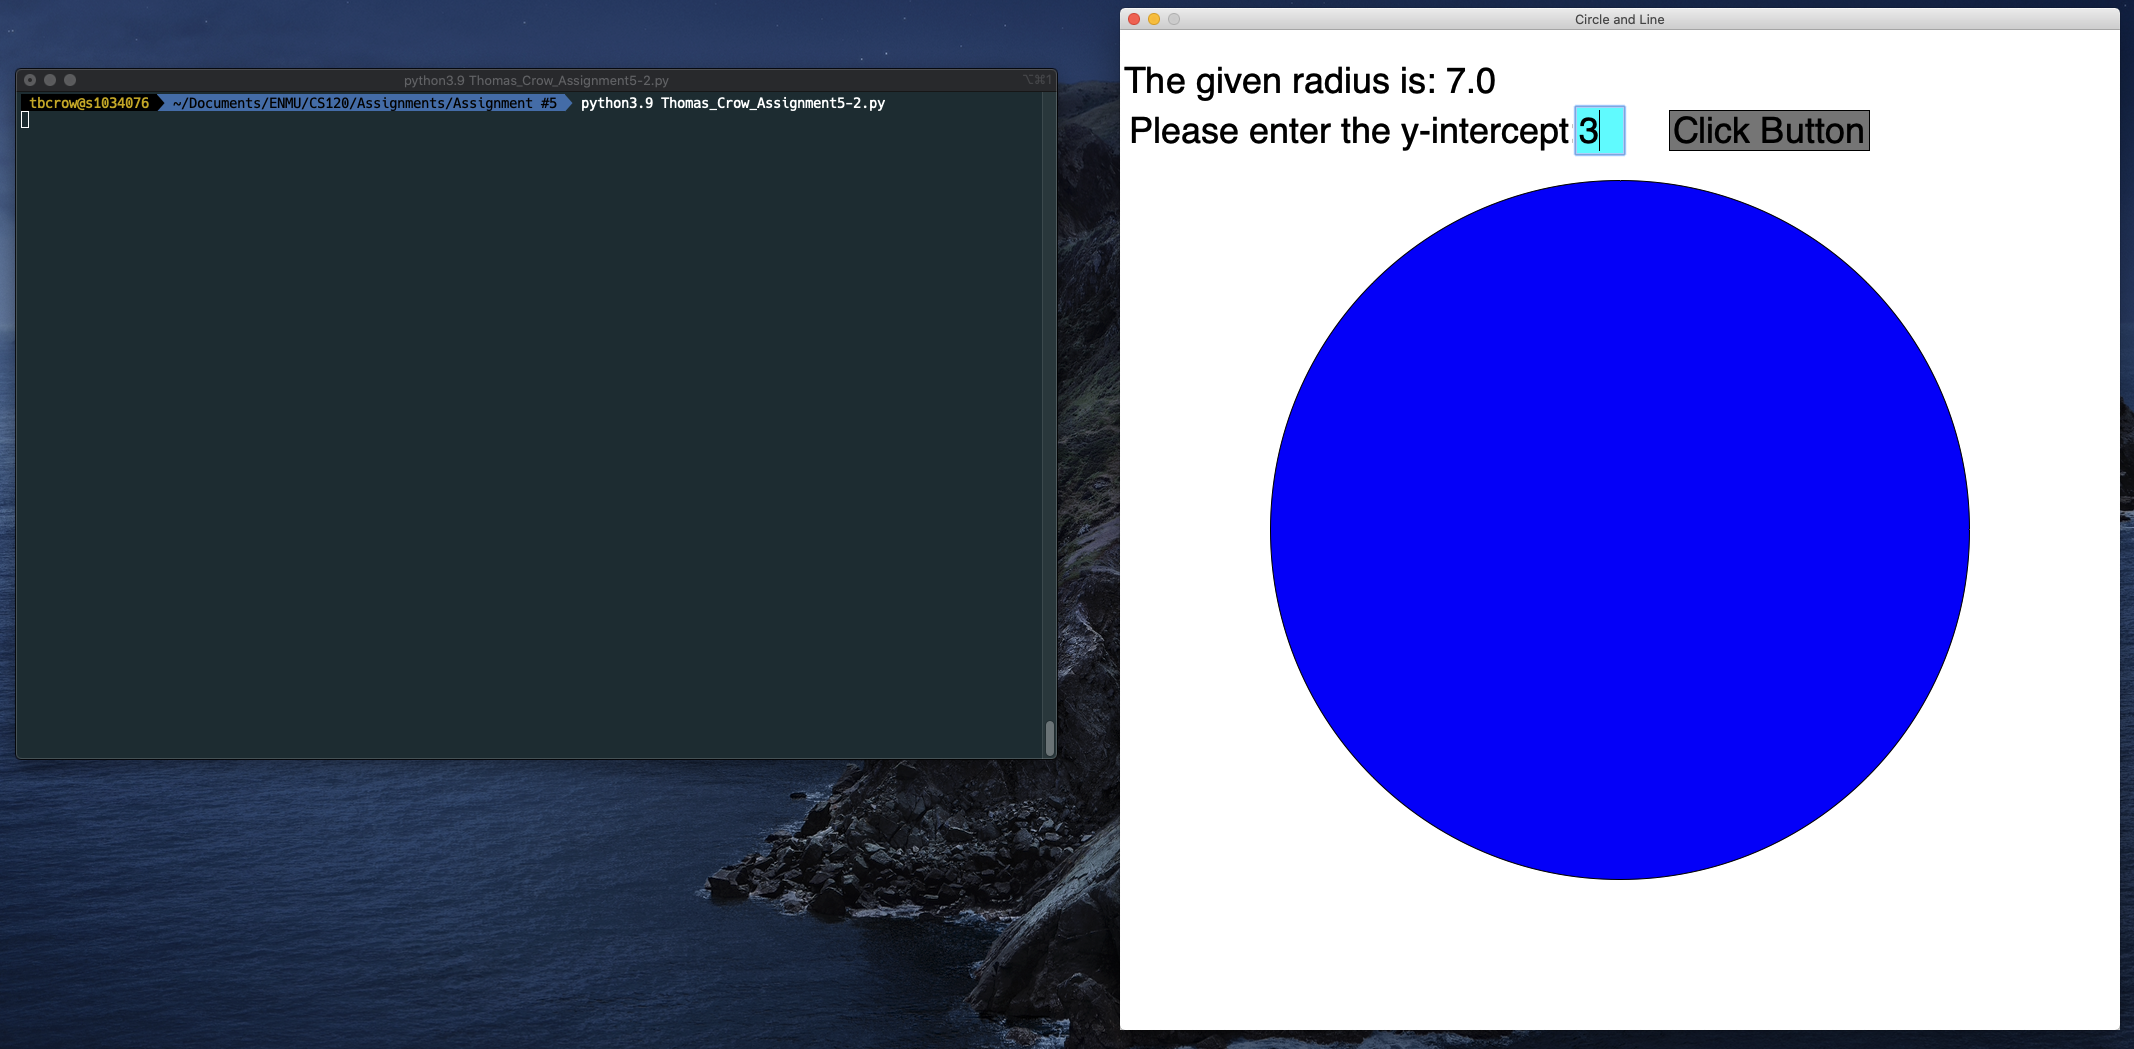 python3.9 Thomas_Crow_Assignment5-2.py
⌥⌘1
tbcrow@s1034076 ~/Documents/ENMU/CS120/Assignments/Assignment #5 python3.9 Thomas_Crow_Assignment5-2.py
Circle and Line
The given radius is: 7.0
Please enter the y-intercept 3 Click Button